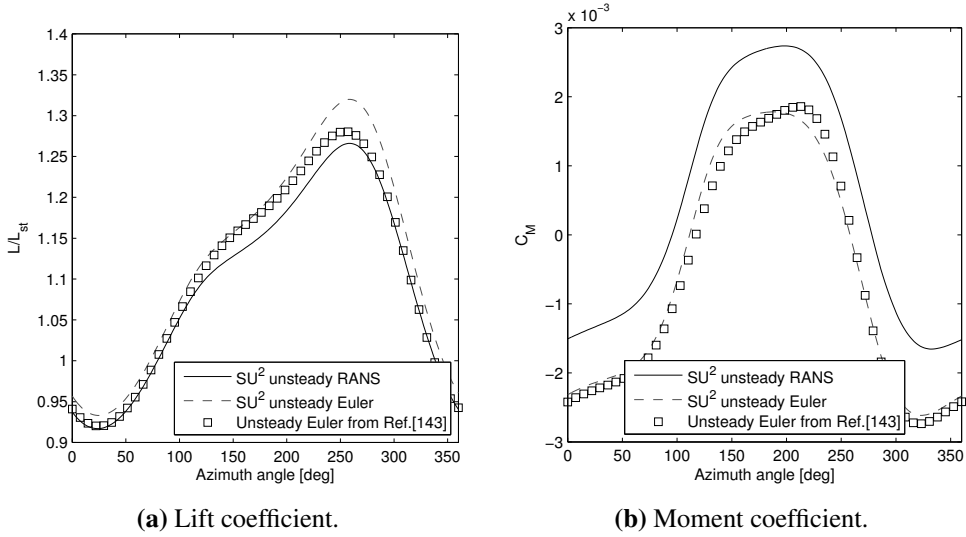 1.4
1.35
1.3
1.25
1.2
1.15
1.1
1.05
1
0.95
0.9
L/L_st
0 50 100 150 200 250 300 350
Azimuth angle [deg]
SU² unsteady RANS
SU² unsteady Euler
Unsteady Euler from Ref.[143]
(a) Lift coefficient.
x 10⁻³
3
2
1
0
−1
−2
−3
C_M
0 50 100 150 200 250 300 350
Azimuth angle [deg]
SU² unsteady RANS
SU² unsteady Euler
Unsteady Euler from Ref.[143]
(b) Moment coefficient.